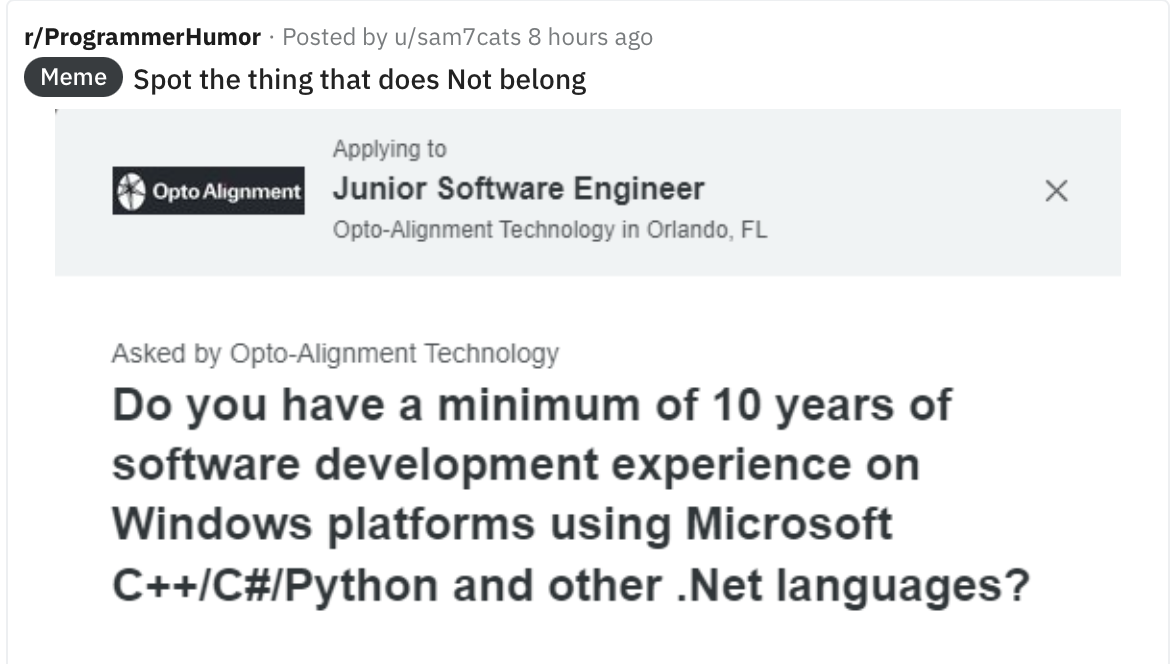 r/ProgrammerHumor · Posted by u/sam7cats 8 hours ago
Meme Spot the thing that does Not belong
Applying to
Opto Alignment Junior Software Engineer
Opto-Alignment Technology in Orlando, FL
Asked by Opto-Alignment Technology
Do you have a minimum of 10 years of
software development experience on
Windows platforms using Microsoft
C++/C#/Python and other .Net languages?